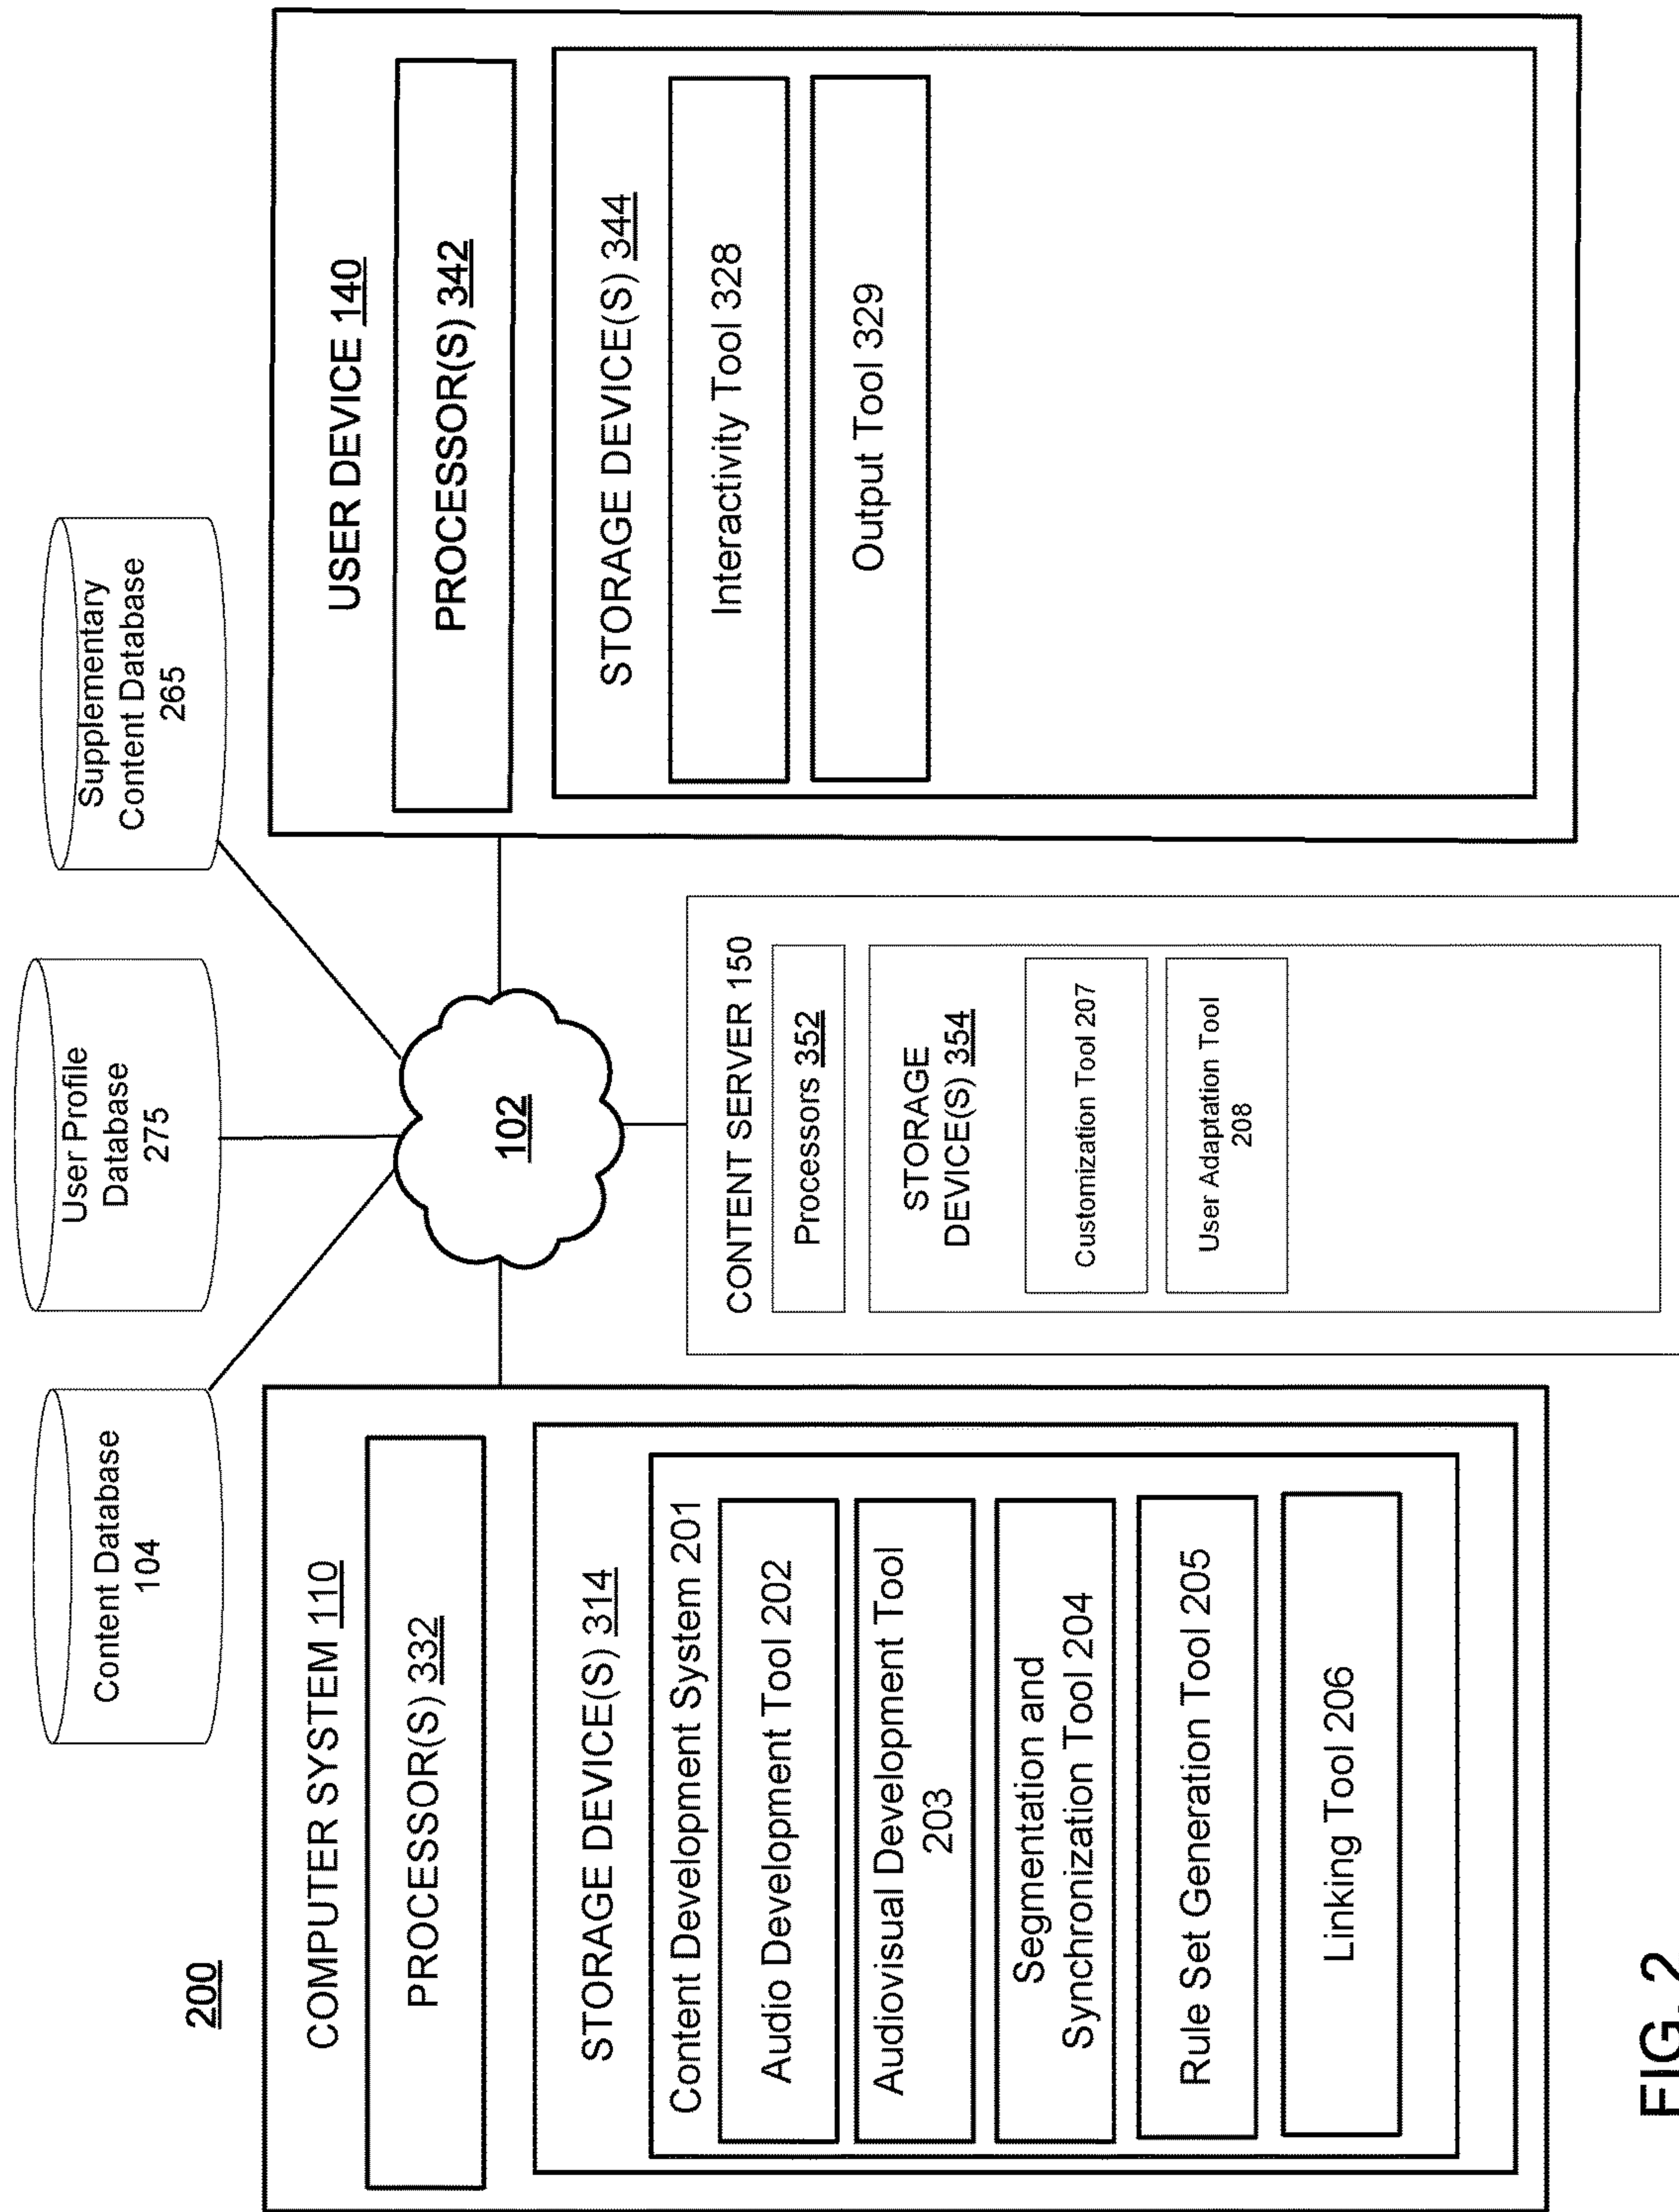 200
Content Database
104
User Profile
Database
275
Supplementary
Content Database
265
102
COMPUTER SYSTEM 110
PROCESSOR(S) 332
STORAGE DEVICE(S) 314
Content Development System 201
Audio Development Tool 202
Audiovisual Development Tool
203
Segmentation and
Synchronization Tool 204
Rule Set Generation Tool 205
Linking Tool 206
CONTENT SERVER 150
Processors 352
STORAGE
DEVICE(S) 354
Customization Tool 207
User Adaptation Tool
208
USER DEVICE 140
PROCESSOR(S) 342
STORAGE DEVICE(S) 344
Interactivity Tool 328
Output Tool 329
FIG. 2